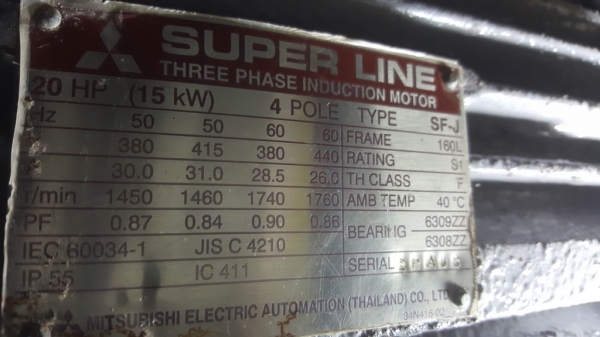 SUPER LINE
THREE PHASE INDUCTION MOTOR
20 HP (15 kW) 4 POLE TYPE SF-J
Hz 50 50 60 60 FRAME 160L
380 415 380 440 RATING S1
A 30.0 31.0 28.5 26.0 TH CLASS F
r/min 1450 1460 1740 1760 AMB TEMP 40 °C
PF 0.87 0.84 0.90 0.86 BEARILIG 6309ZZ
6308ZZ
IEC 60034-1 JIS C 4210
IP 55 IC 411 SERIAL
MITSUBISHI ELECTRIC AUTOMATION (THAILAND) CO., LTD